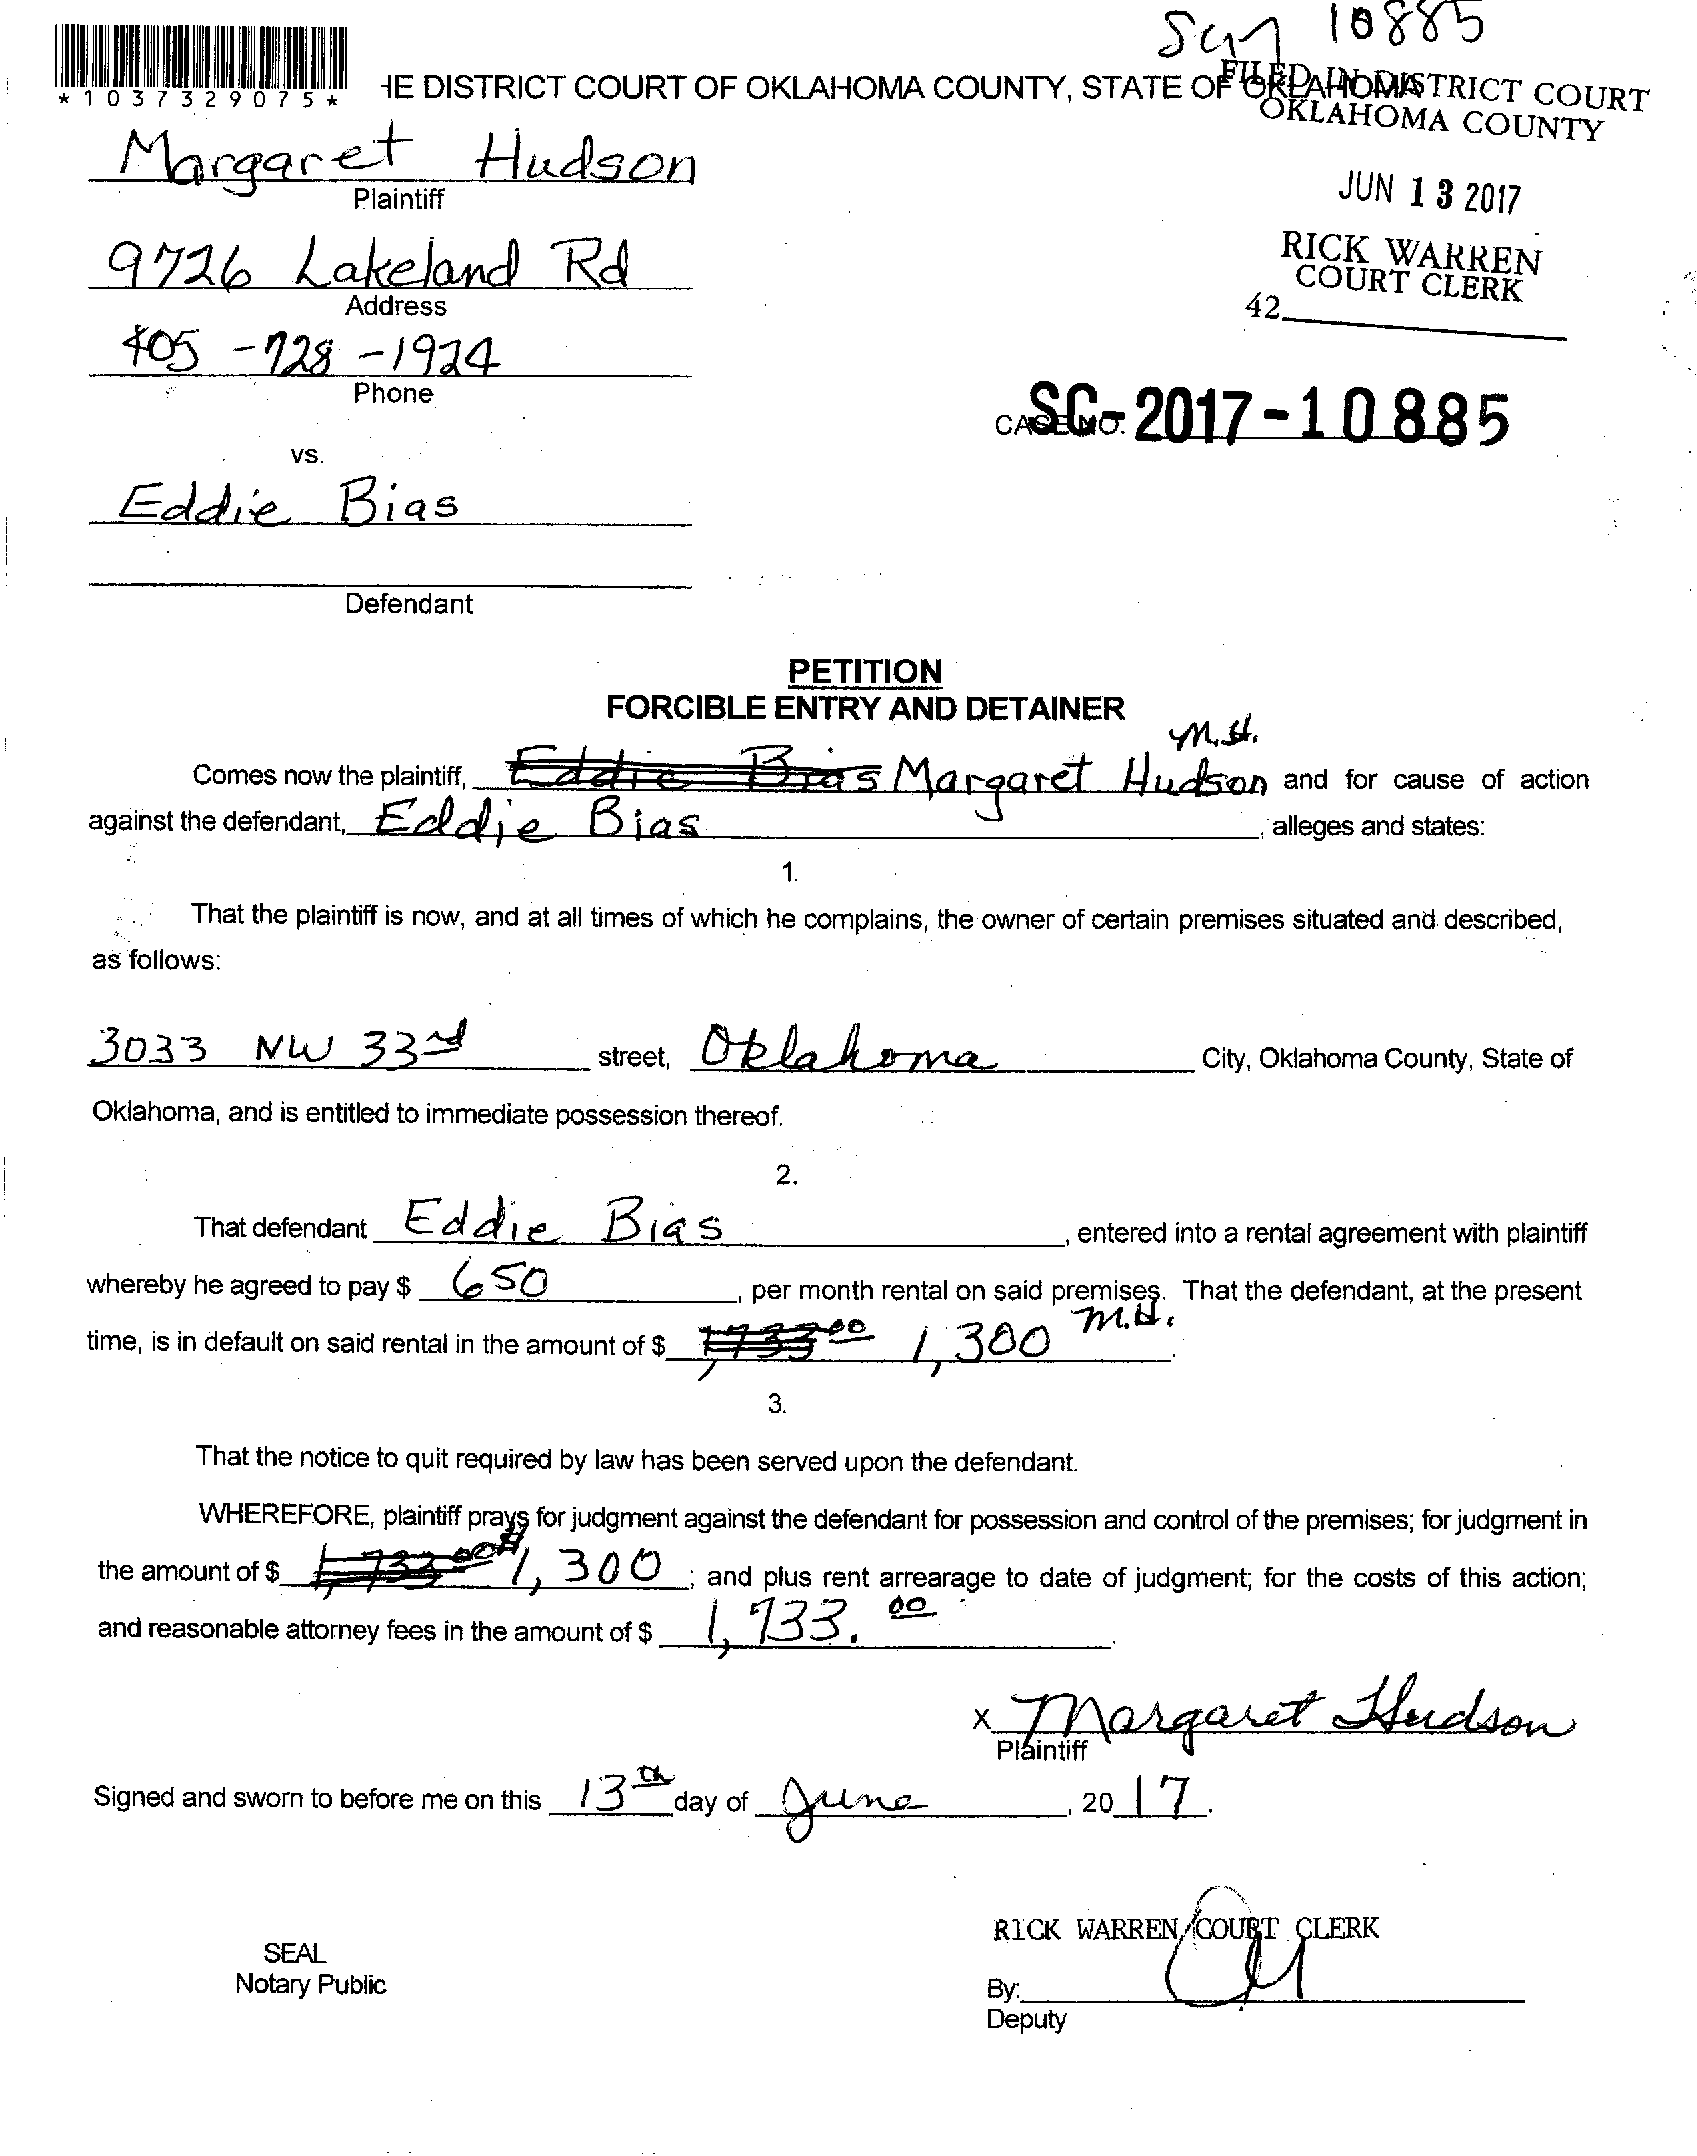 10885
*1037329075*
HE DISTRICT COURT OF OKLAHOMA COUNTY, STATE OF OKLAHOMA
FILED IN DISTRICT COURT
OKLAHOMA COUNTY
Margaret Hudson
Plaintiff
JUN 13 2017
9726 Lakeland Rd
Address
RICK WARREN
COURT CLERK
42
405-728-1924
Phone
CASE NO. SC-2017-10885
vs.
Eddie Bias
Defendant
PETITION
FORCIBLE ENTRY AND DETAINER
M.H.
Comes now the plaintiff, Eddie Bias Margaret Hudson and for cause of action
against the defendant, Eddie Bias, alleges and states:
1.
That the plaintiff is now, and at all times of which he complains, the owner of certain premises situated and described,
as follows:
3033 NW 33rd street, Oklahoma City, Oklahoma County, State of
Oklahoma, and is entitled to immediate possession thereof.
2.
That defendant Eddie Bias, entered into a rental agreement with plaintiff
whereby he agreed to pay $ 650, per month rental on said premises. That the defendant, at the present
time, is in default on said rental in the amount of $ 1,733.00 1,300 M.H.
3.
That the notice to quit required by law has been served upon the defendant.
WHEREFORE, plaintiff prays for judgment against the defendant for possession and control of the premises; for judgment in
the amount of $ 1,733.00 1,300; and plus rent arrearage to date of judgment; for the costs of this action;
and reasonable attorney fees in the amount of $ 1,733.00.
x Margaret Hudson
Plaintiff
Signed and sworn to before me on this 13th day of June, 2017.
RICK WARREN, COURT CLERK
SEAL
Notary Public
By:
Deputy